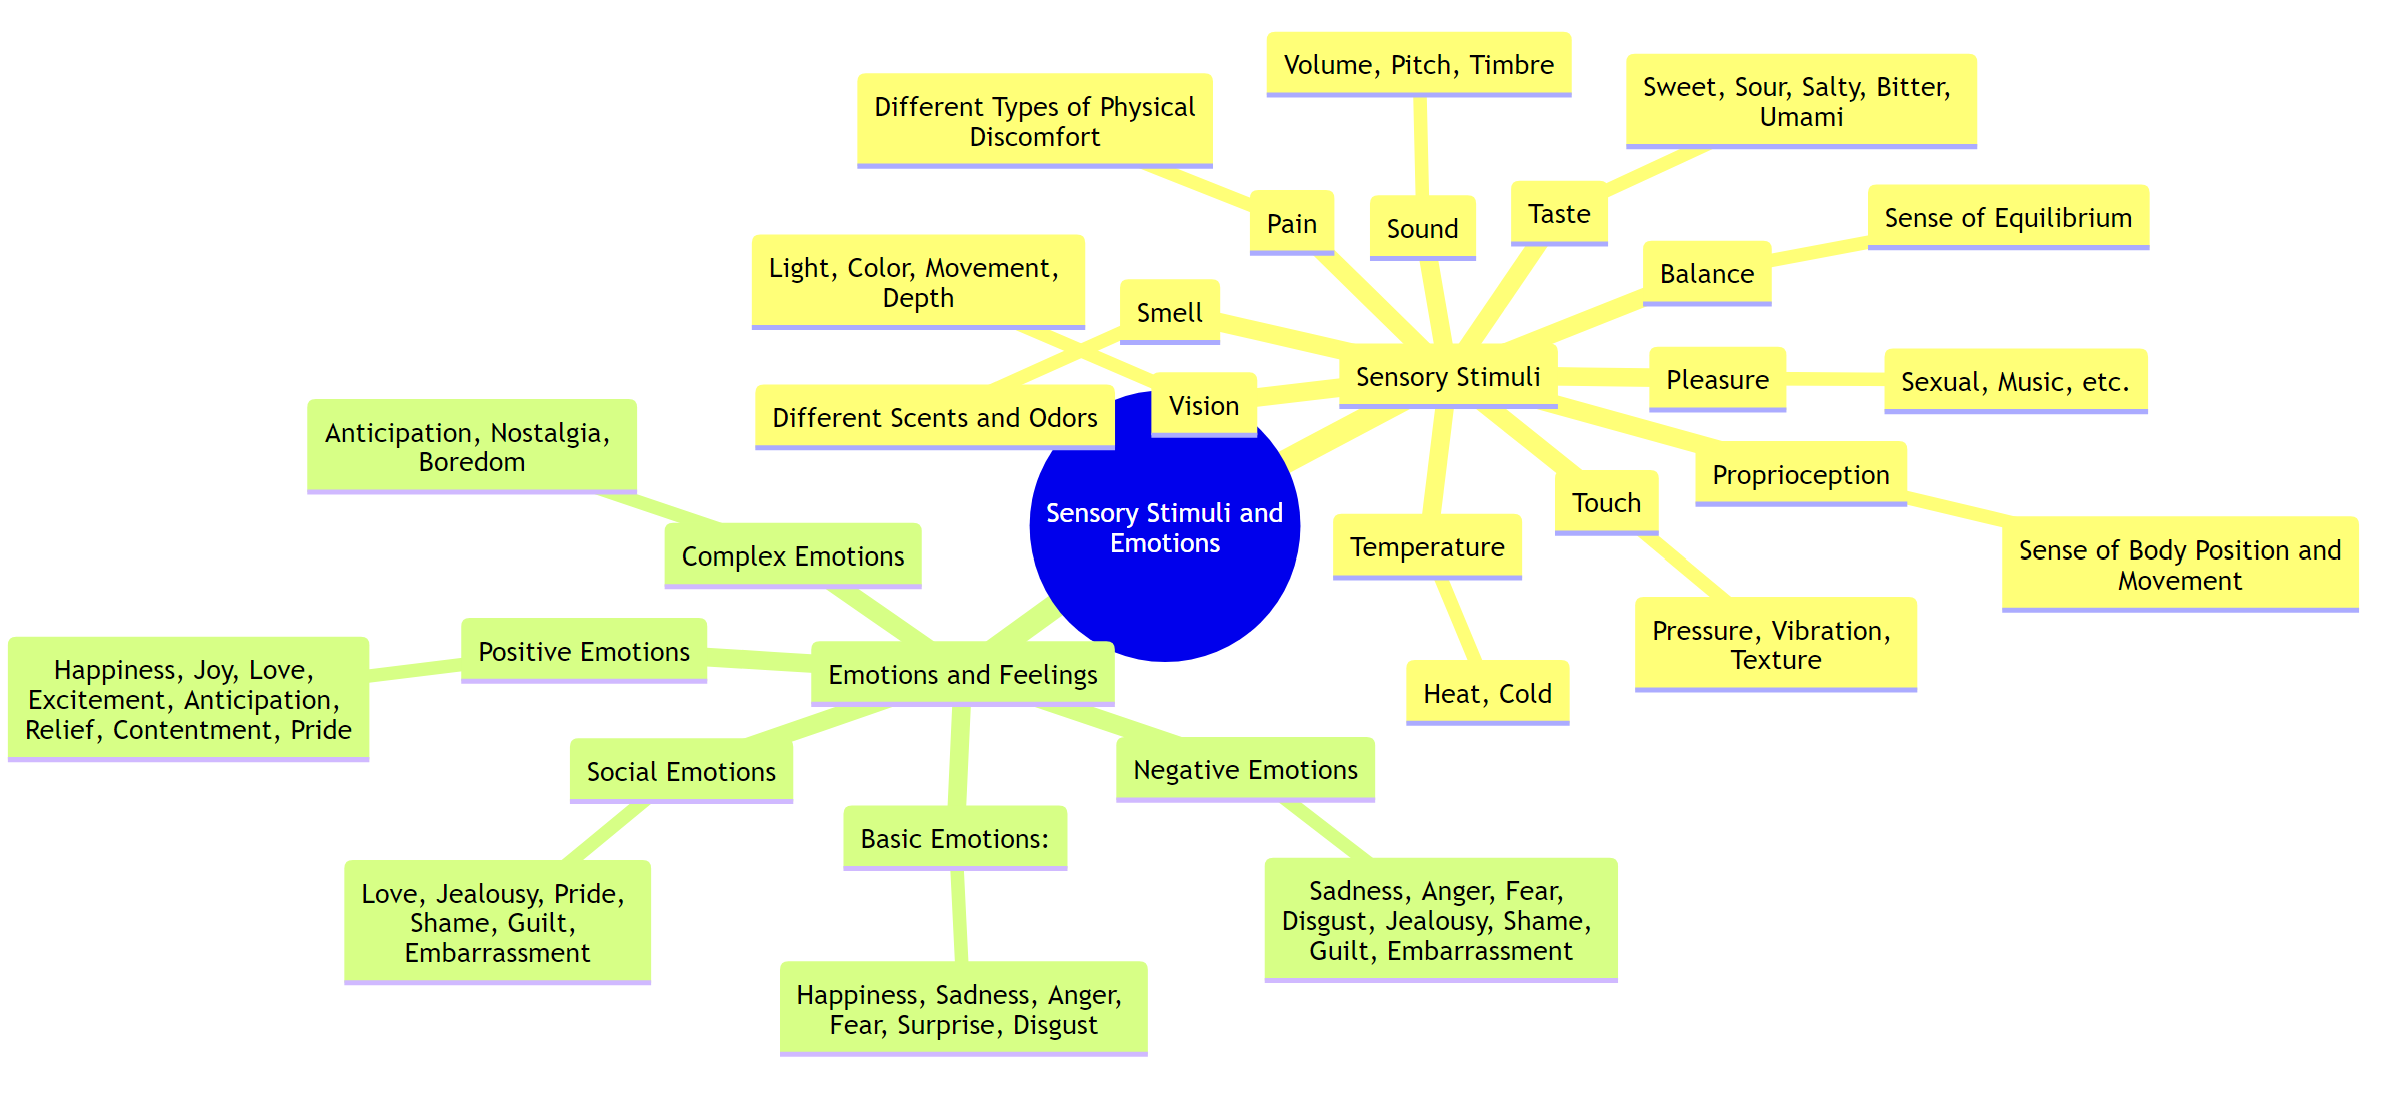 Volume, Pitch, Timbre
Different Types of Physical
Discomfort
Sweet, Sour, Salty, Bitter,
Umami
Pain
Sound
Taste
Sense of Equilibrium
Balance
Light, Color, Movement,
Depth
Smell
Sensory Stimuli
Pleasure
Sexual, Music, etc.
Different Scents and Odors
Vision
Proprioception
Touch
Sense of Body Position and
Movement
Temperature
Pressure, Vibration,
Texture
Heat, Cold
Sensory Stimuli and
Emotions
Anticipation, Nostalgia,
Boredom
Complex Emotions
Positive Emotions
Happiness, Joy, Love,
Excitement, Anticipation,
Relief, Contentment, Pride
Emotions and Feelings
Social Emotions
Negative Emotions
Basic Emotions:
Love, Jealousy, Pride,
Shame, Guilt,
Embarrassment
Sadness, Anger, Fear,
Disgust, Jealousy, Shame,
Guilt, Embarrassment
Happiness, Sadness, Anger,
Fear, Surprise, Disgust